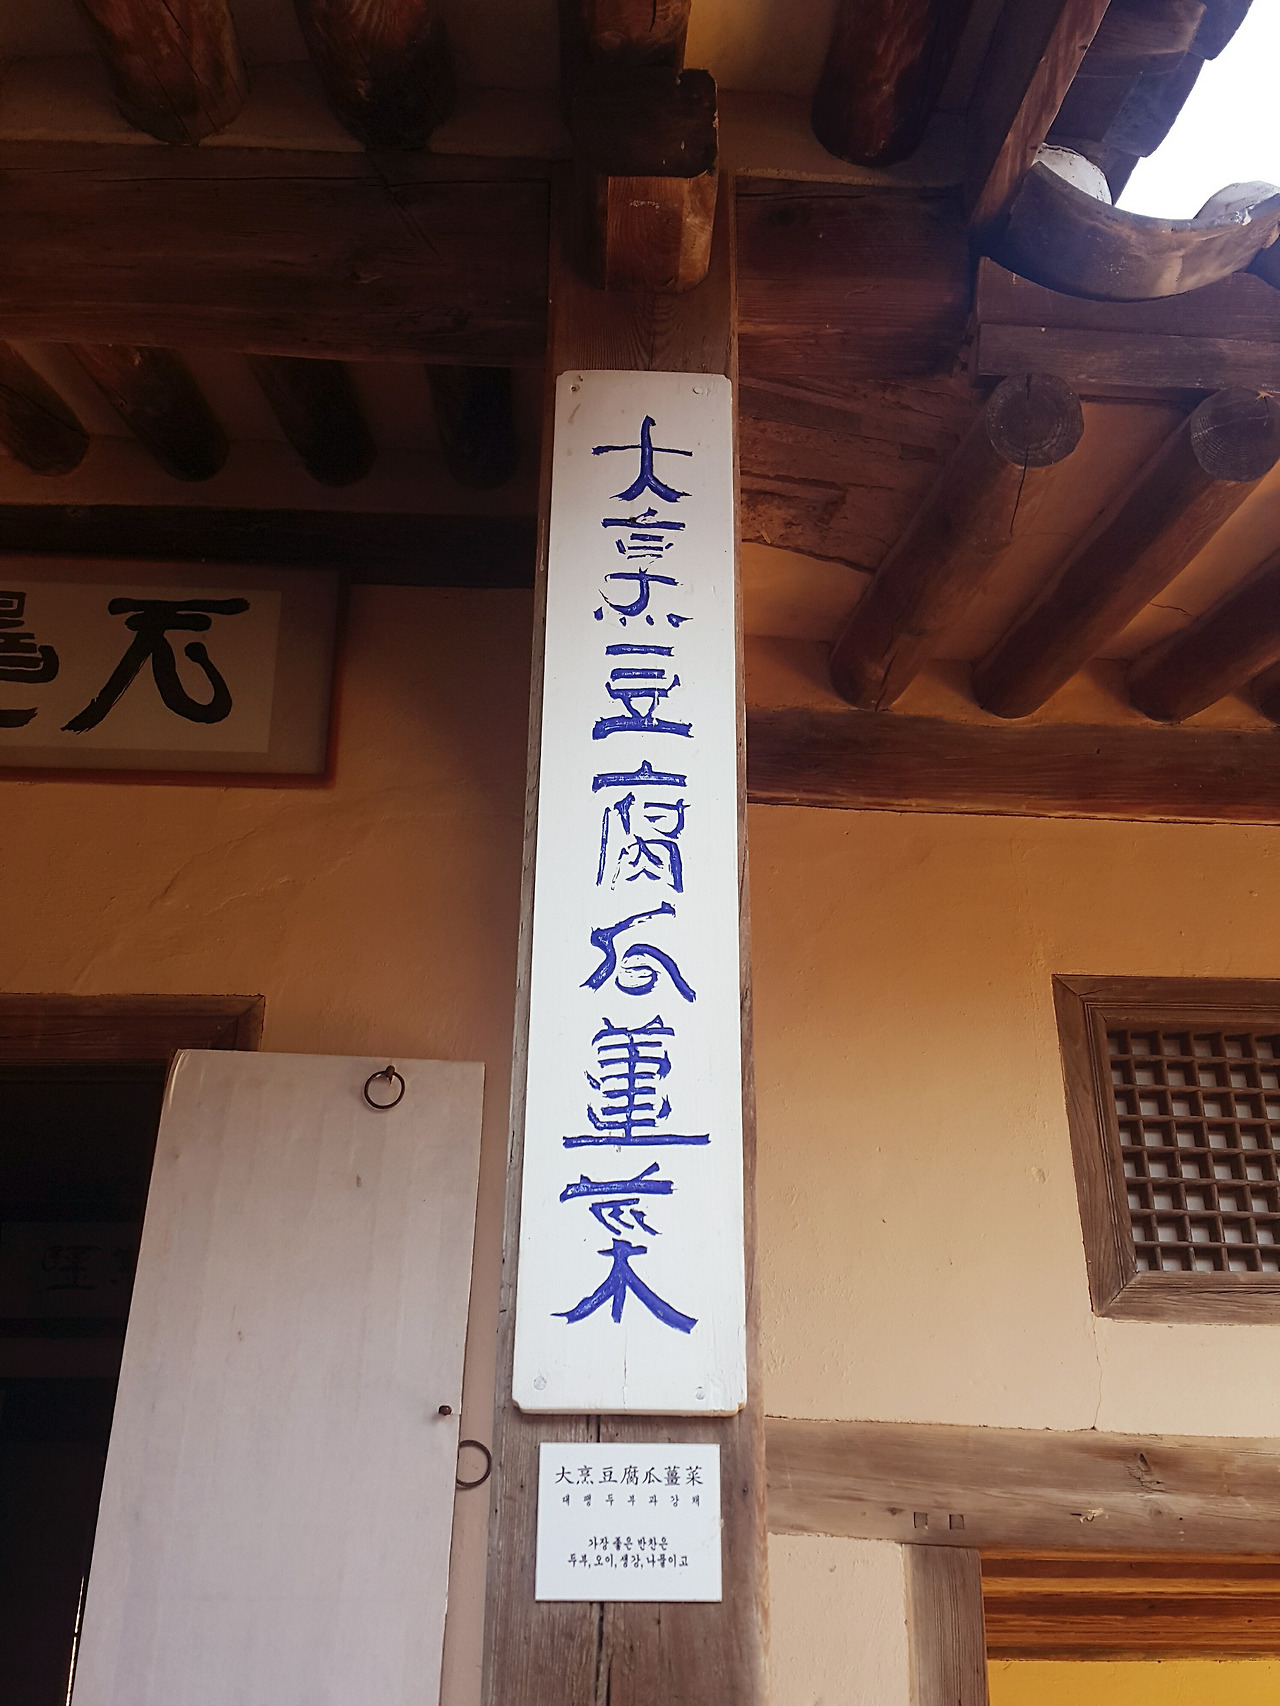 大烹豆腐瓜薑菜
大烹豆腐瓜薑菜
대 팽 두 부 과 강 채
가장 좋은 반찬은
두부, 오이, 생강, 나물이고